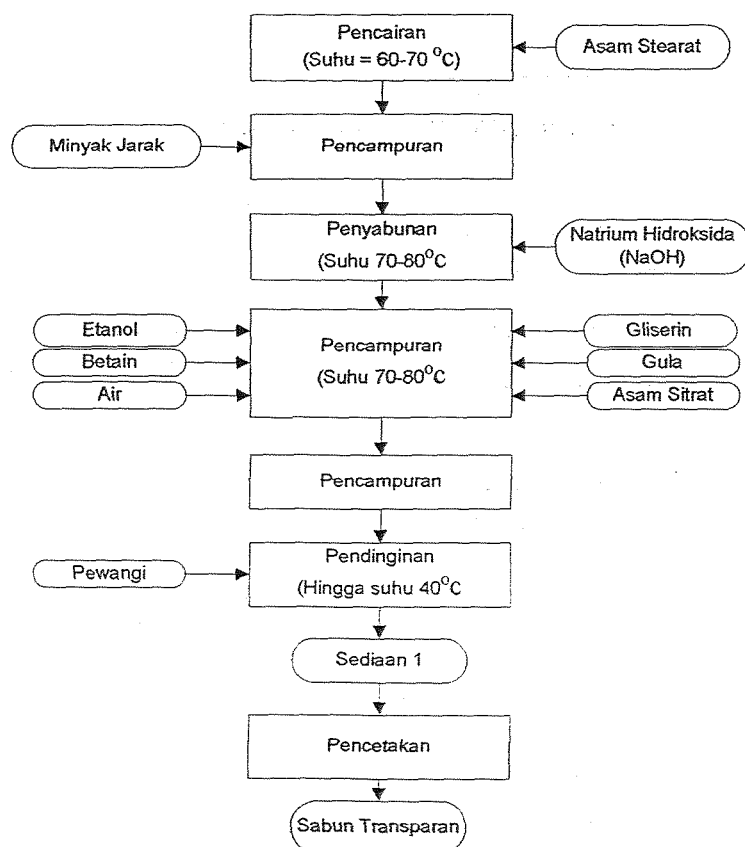 Pencairan
(Suhu = 60-70 °C)
Asam Stearat
Minyak Jarak
Pencampuran
Penyabunan
(Suhu 70-80°C
Natrium Hidroksida
(NaOH)
Etanol
Betain
Air
Pencampuran
(Suhu 70-80°C
Gliserin
Gula
Asam Sitrat
Pencampuran
Pewangi
Pendinginan
(Hingga suhu 40°C
Sediaan 1
Pencetakan
Sabun Transparan